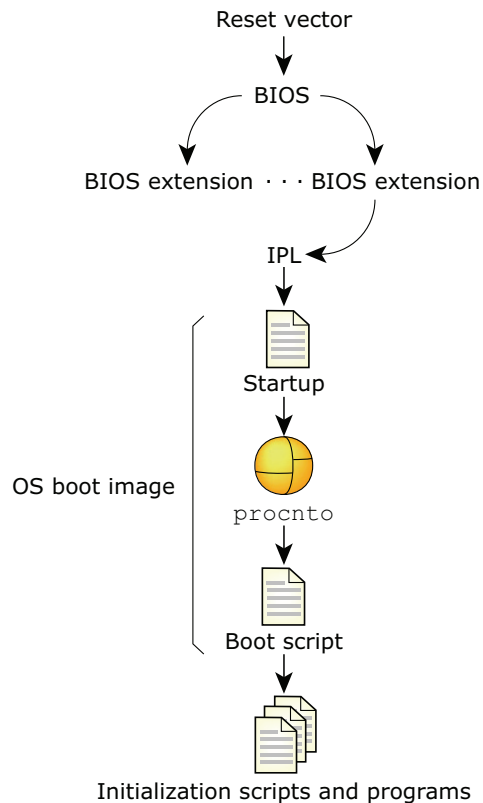 Reset vector
BIOS
BIOS extension · · · BIOS extension
IPL
Startup
OS boot image
procnto
Boot script
Initialization scripts and programs